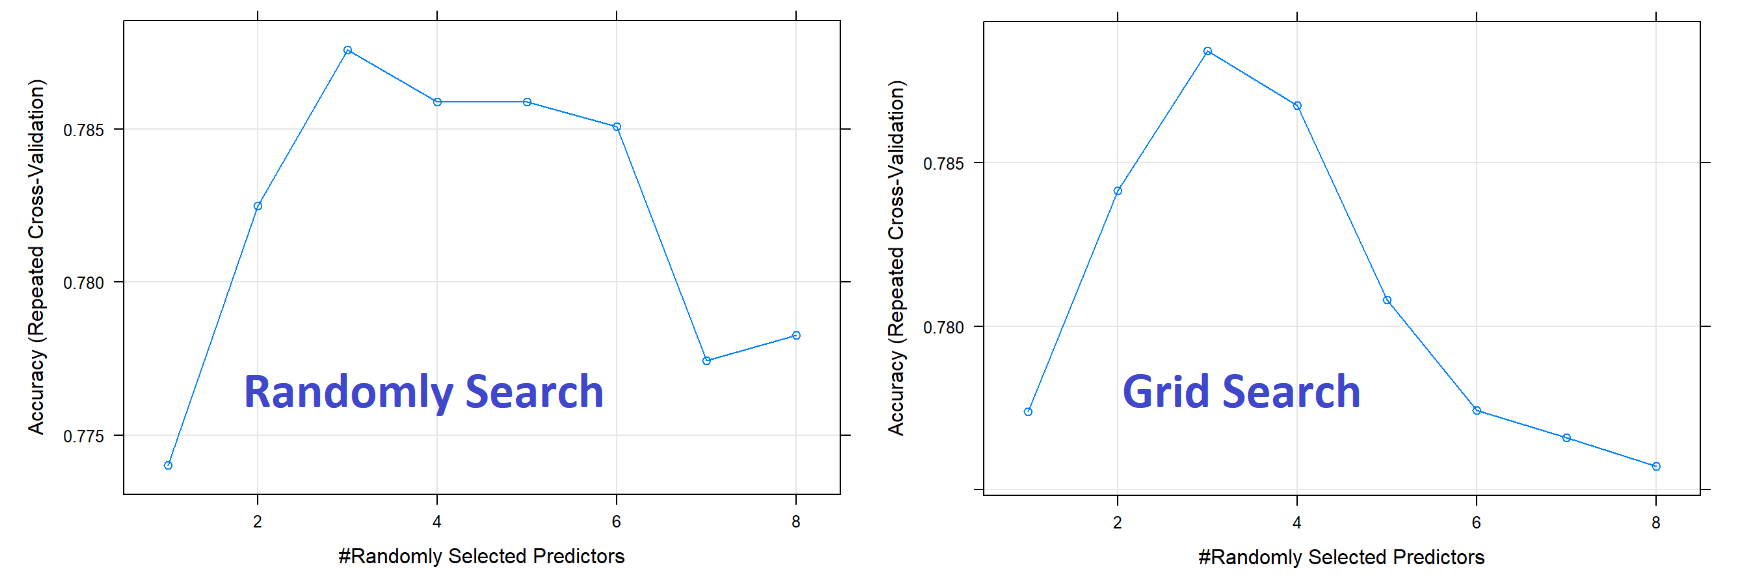 Accuracy (Repeated Cross-Validation)
0.785
0.780
0.775
Randomly Search
2 4 6 8
#Randomly Selected Predictors
Accuracy (Repeated Cross-Validation)
0.785
0.780
Grid Search
2 4 6 8
#Randomly Selected Predictors